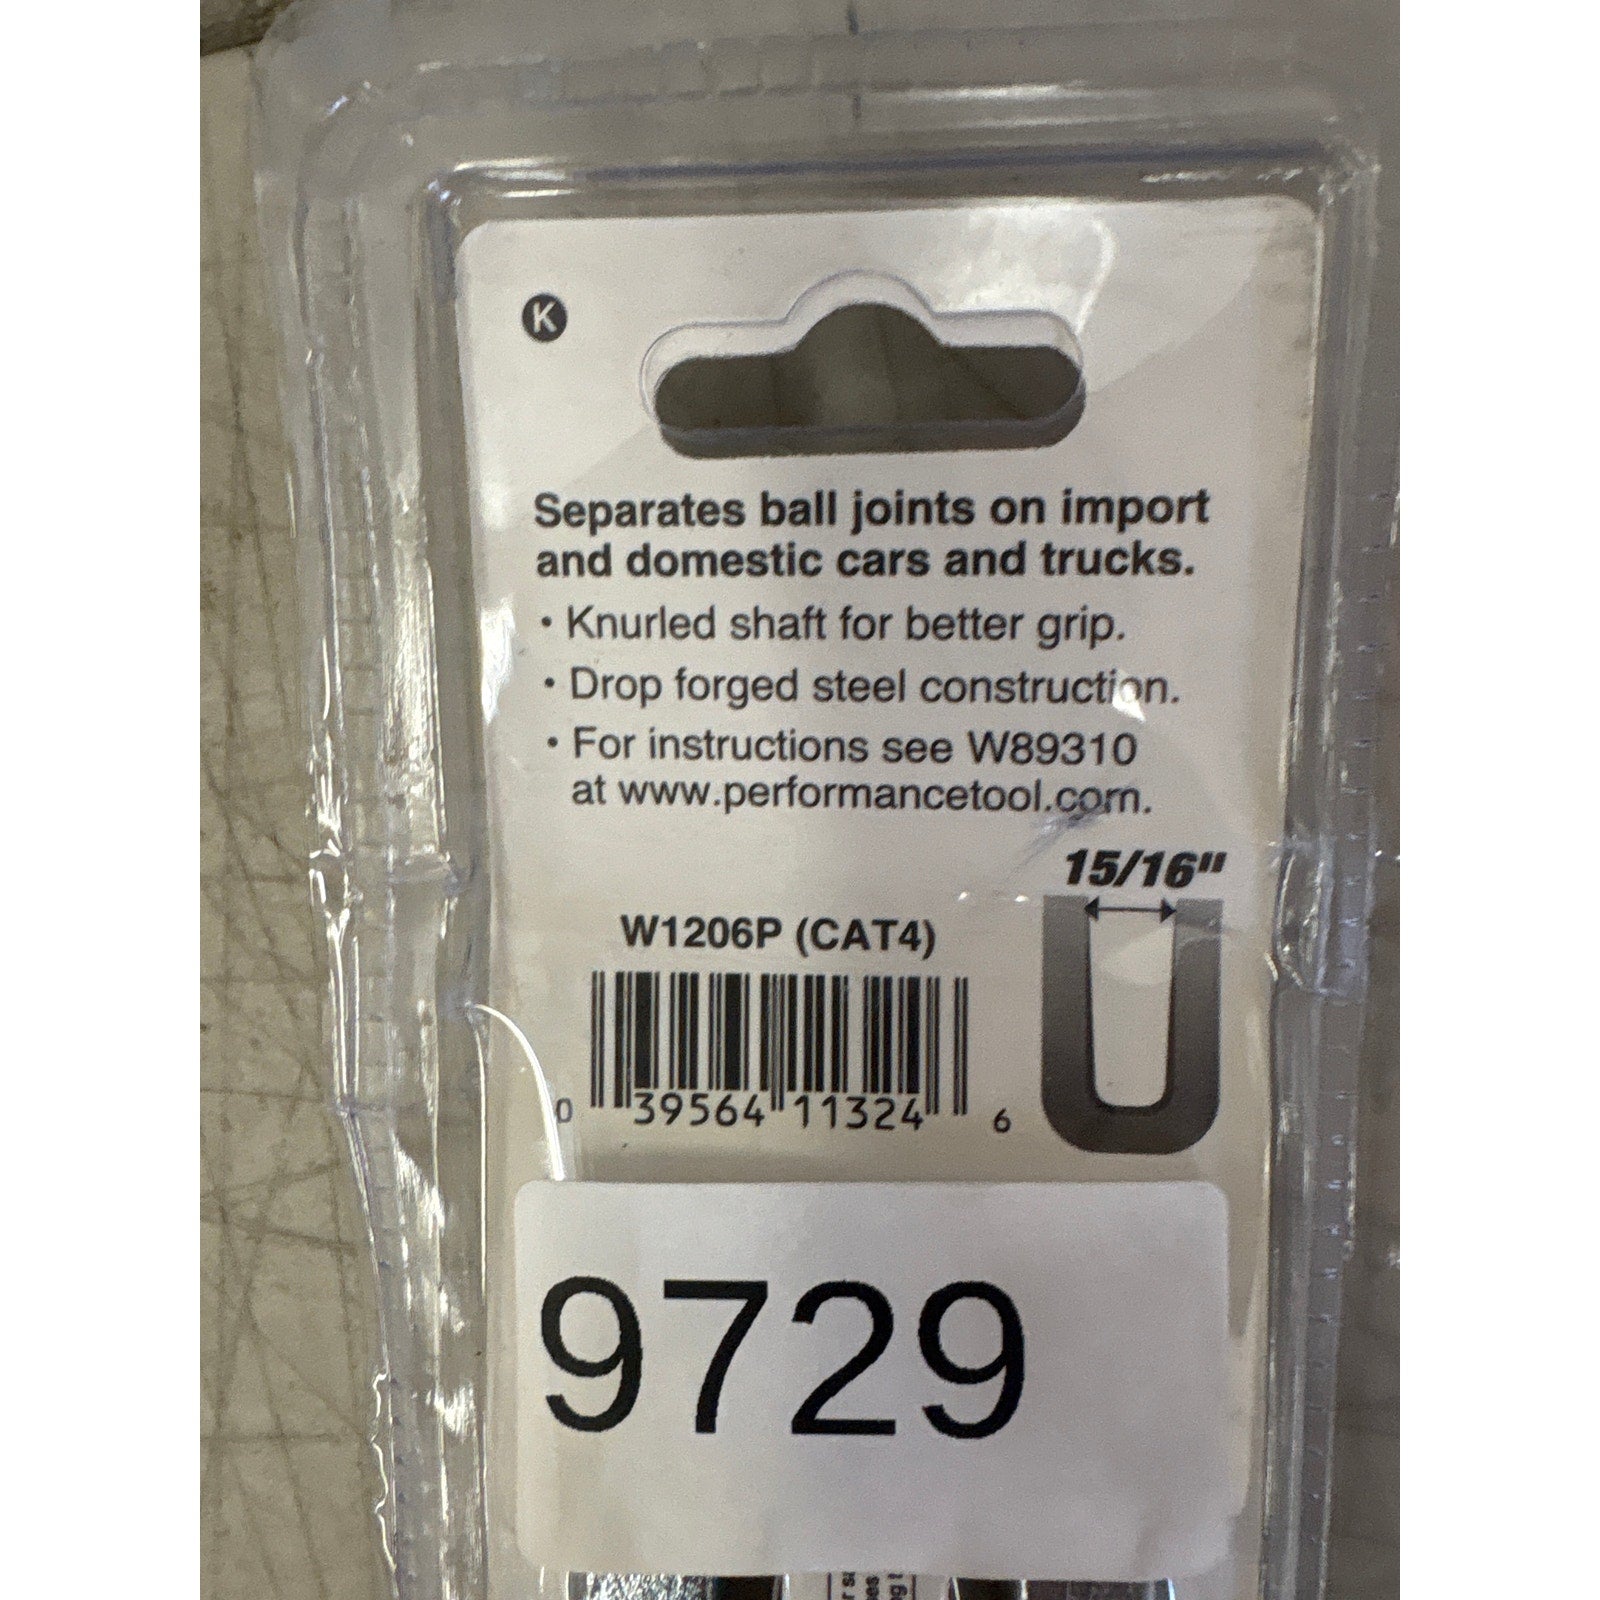 K
Separates ball joints on import
and domestic cars and trucks.
• Knurled shaft for better grip.
• Drop forged steel construction.
• For instructions see W89310
at www.performancetool.com.
15/16"
W1206P (CAT4)
0 39564 11324 6
9729